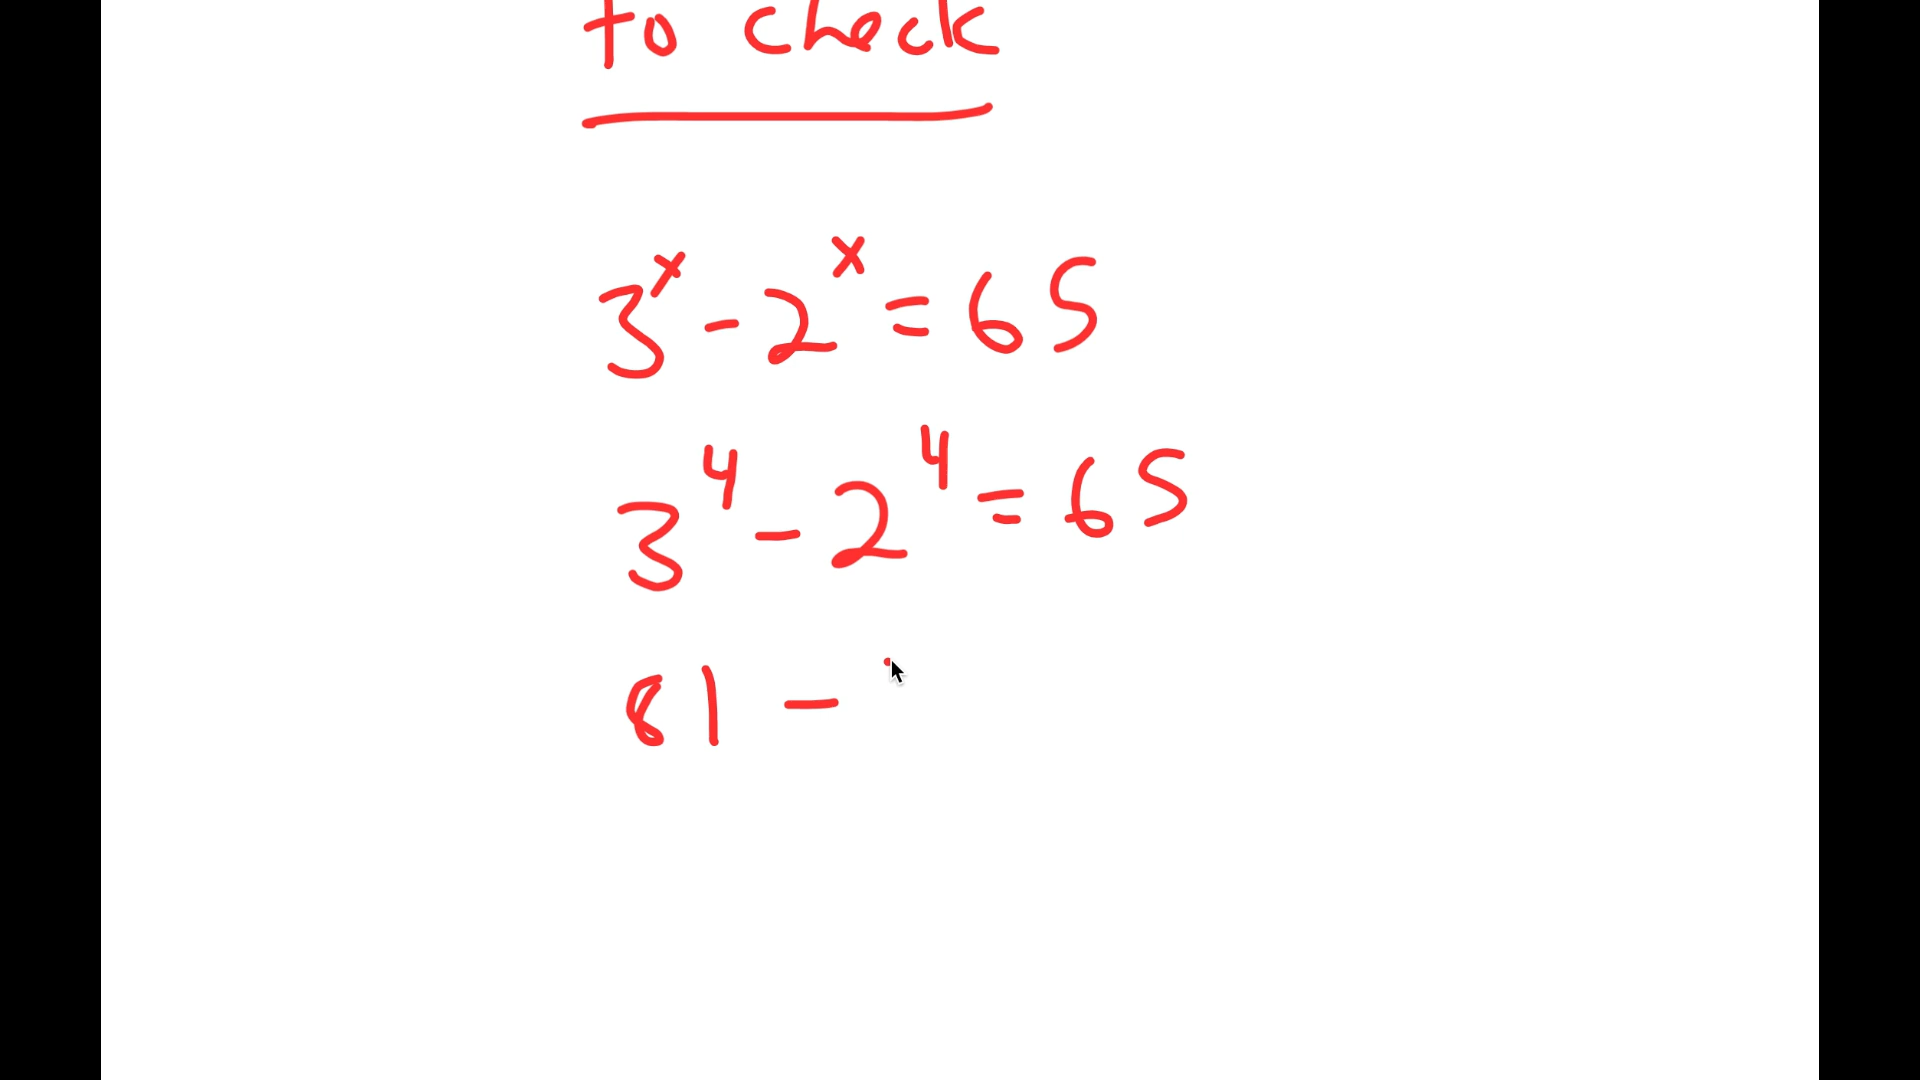 to check
3^x - 2^x = 65
3^4 - 2^4 = 65
81 -